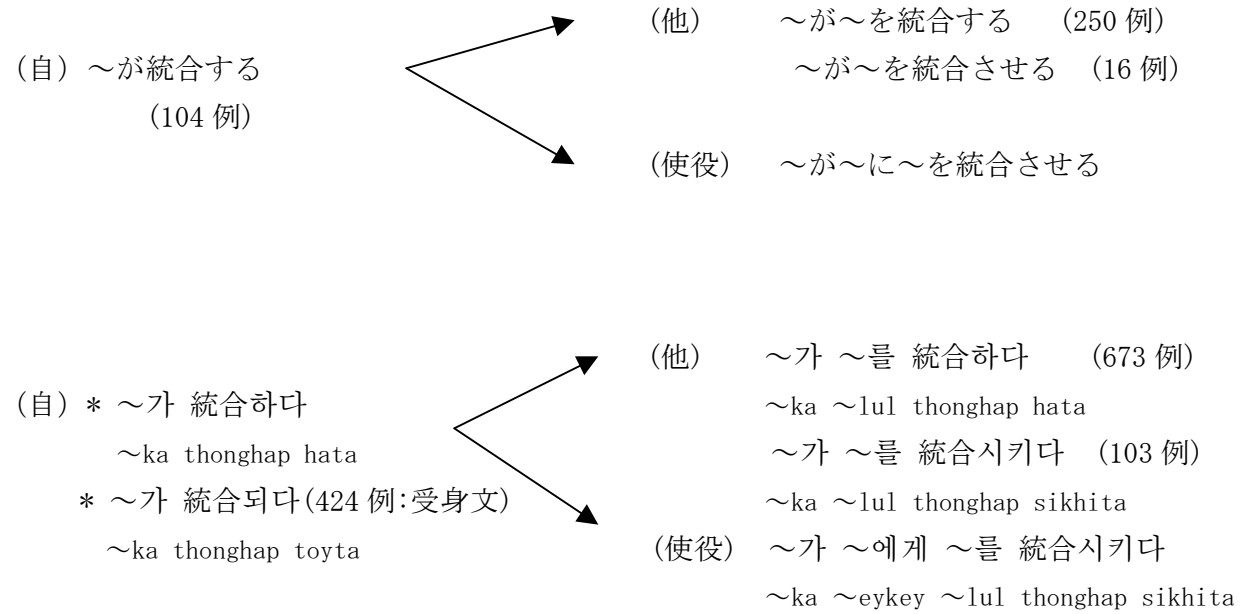 (他)　～が～を統合する　(250 例)
(自) ～が統合する
～が～を統合させる　(16 例)
(104 例)
(使役)　～が～に～を統合させる
(他)　～가 ～를 統合하다　(673 例)
(自) * ～가 統合하다
～ka ～lul thonghap hata
～ka thonghap hata
～가 ～를 統合시키다　(103 例)
* ～가 統合되다(424 例:受身文)
～ka ～lul thonghap sikhita
～ka thonghap toyta
(使役)　～가 ～에게 ～를 統合시키다
～ka ～eykey ～lul thonghap sikhita